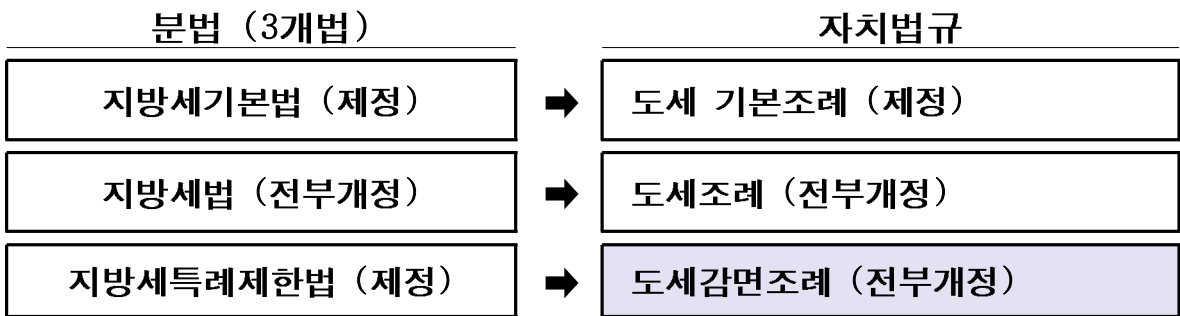 분법 (3개법) 자치법규
지방세기본법 (제정) ➡ 도세 기본조례 (제정)
지방세법 (전부개정) ➡ 도세조례 (전부개정)
지방세특례제한법 (제정) ➡ 도세감면조례 (전부개정)